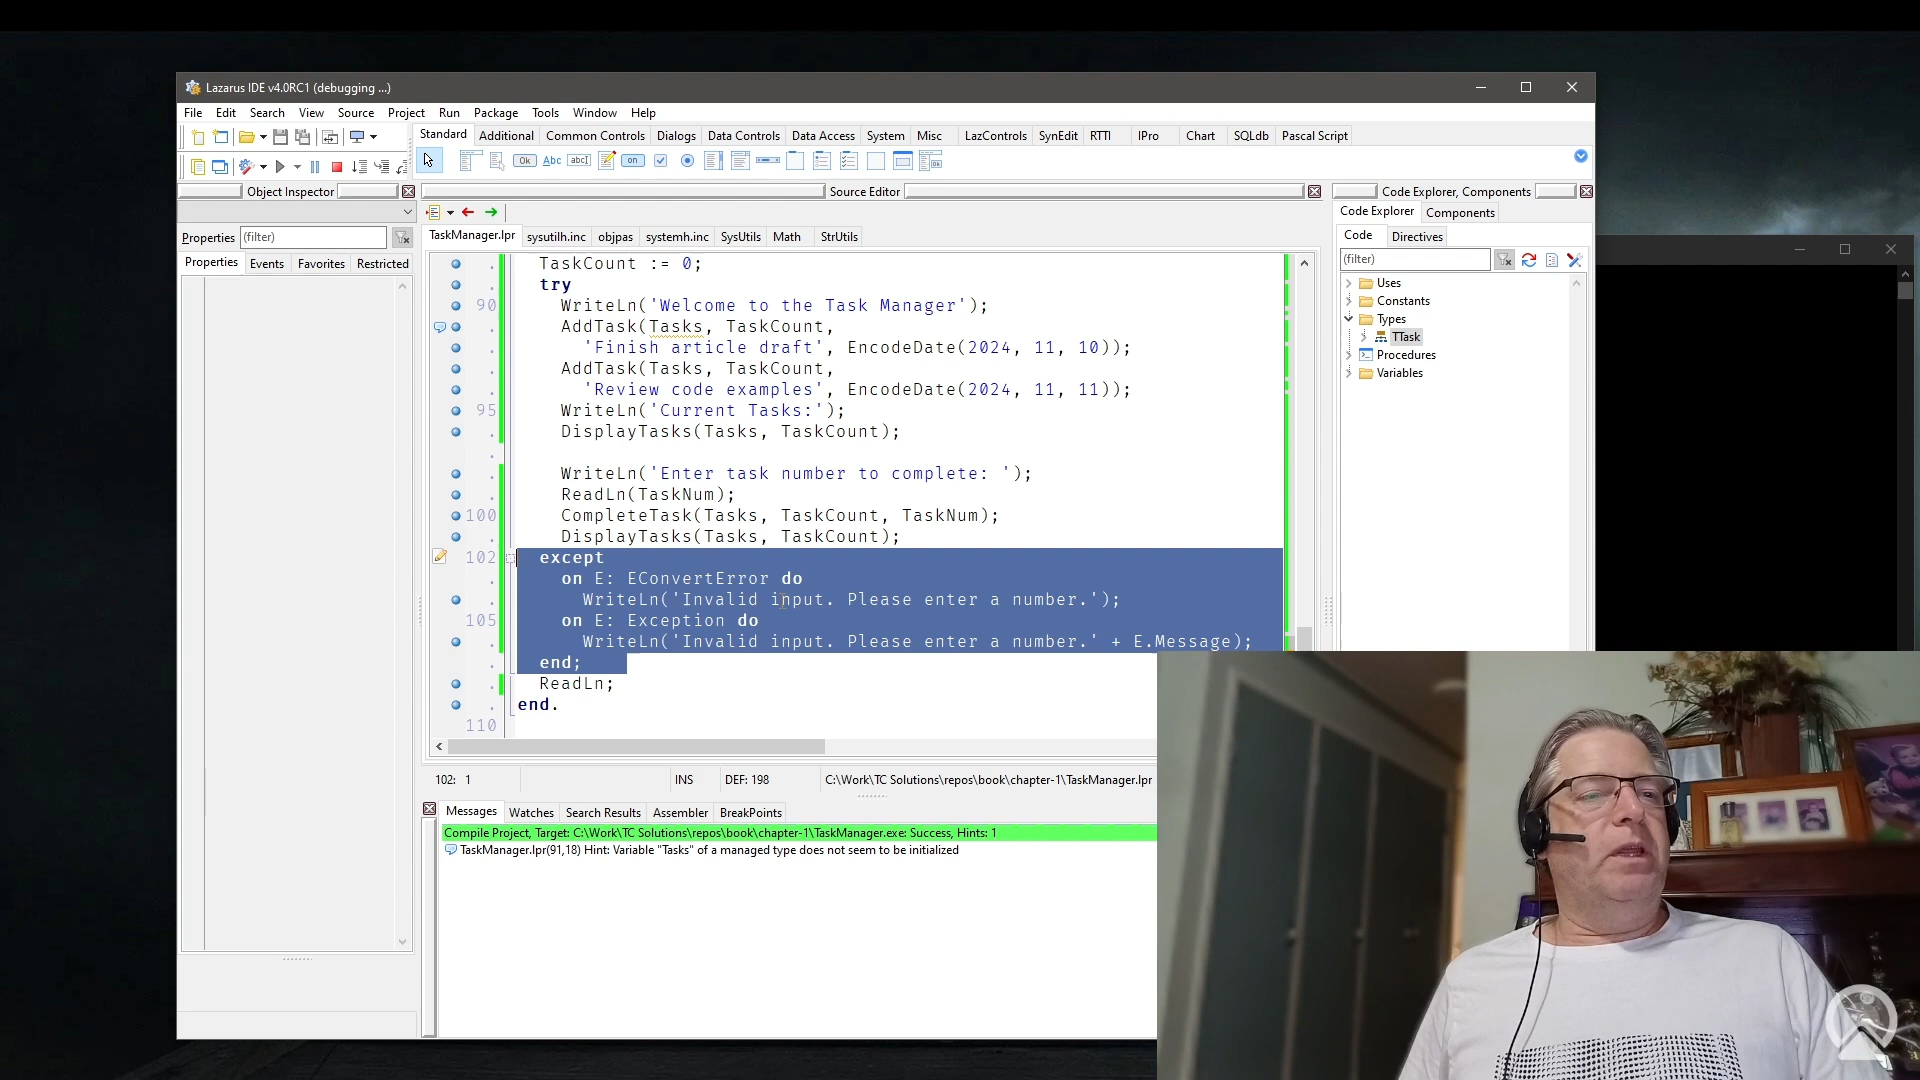 Lazarus IDE v4.0RC1 (debugging ...)
File Edit Search View Source Project Run Package Tools Window Help
Standard Additional Common Controls Dialogs Data Controls Data Access System Misc LazControls SynEdit RTTI IPro Chart SQLdb Pascal Script
Ok Abc abcI on
Object Inspector
Source Editor
Code Explorer, Components
Code Explorer Components
Properties (filter)
TaskManager.lpr sysutilh.inc objpas systemh.inc SysUtils Math StrUtils
Code Directives
Properties Events Favorites Restricted
(filter)
Uses
Constants
Types
TTask
Procedures
Variables
. TaskCount := 0;
. try
90 WriteLn('Welcome to the Task Manager');
. AddTask(Tasks, TaskCount,
. 'Finish article draft', EncodeDate(2024, 11, 10));
. AddTask(Tasks, TaskCount,
. 'Review code examples', EncodeDate(2024, 11, 11));
95 WriteLn('Current Tasks:');
. DisplayTasks(Tasks, TaskCount);
.
. WriteLn('Enter task number to complete: ');
. ReadLn(TaskNum);
100 CompleteTask(Tasks, TaskCount, TaskNum);
. DisplayTasks(Tasks, TaskCount);
102 except
. on E: EConvertError do
. WriteLn('Invalid input. Please enter a number.');
105 on E: Exception do
. WriteLn('Invalid input. Please enter a number.' + E.Message);
. end;
. ReadLn;
. end.
110
102: 1 INS DEF: 198 C:\Work\TC Solutions\repos\book\chapter-1\TaskManager.lpr
Messages Watches Search Results Assembler BreakPoints
Compile Project, Target: C:\Work\TC Solutions\repos\book\chapter-1\TaskManager.exe: Success, Hints: 1
TaskManager.lpr(91,18) Hint: Variable "Tasks" of a managed type does not seem to be initialized